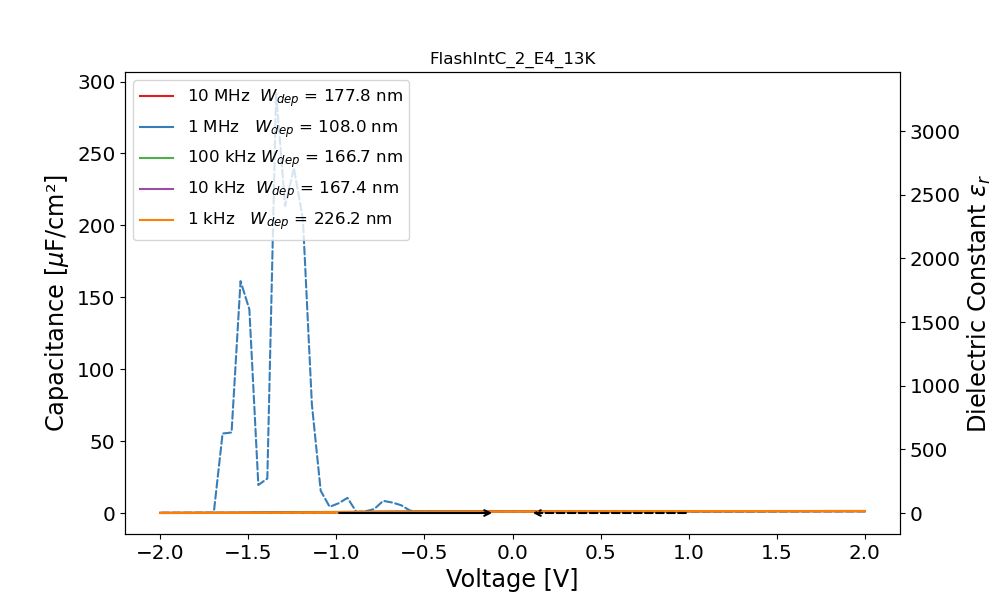 FlashIntC_2_E4_13K
300
250
200
150
100
50
0
Capacitance [μF/cm²]
10 MHz W_dep = 177.8 nm
1 MHz W_dep = 108.0 nm
100 kHz W_dep = 166.7 nm
10 kHz W_dep = 167.4 nm
1 kHz W_dep = 226.2 nm
3000
2500
2000
1500
1000
500
0
Dielectric Constant ε_r
−2.0 −1.5 −1.0 −0.5 0.0 0.5 1.0 1.5 2.0
Voltage [V]